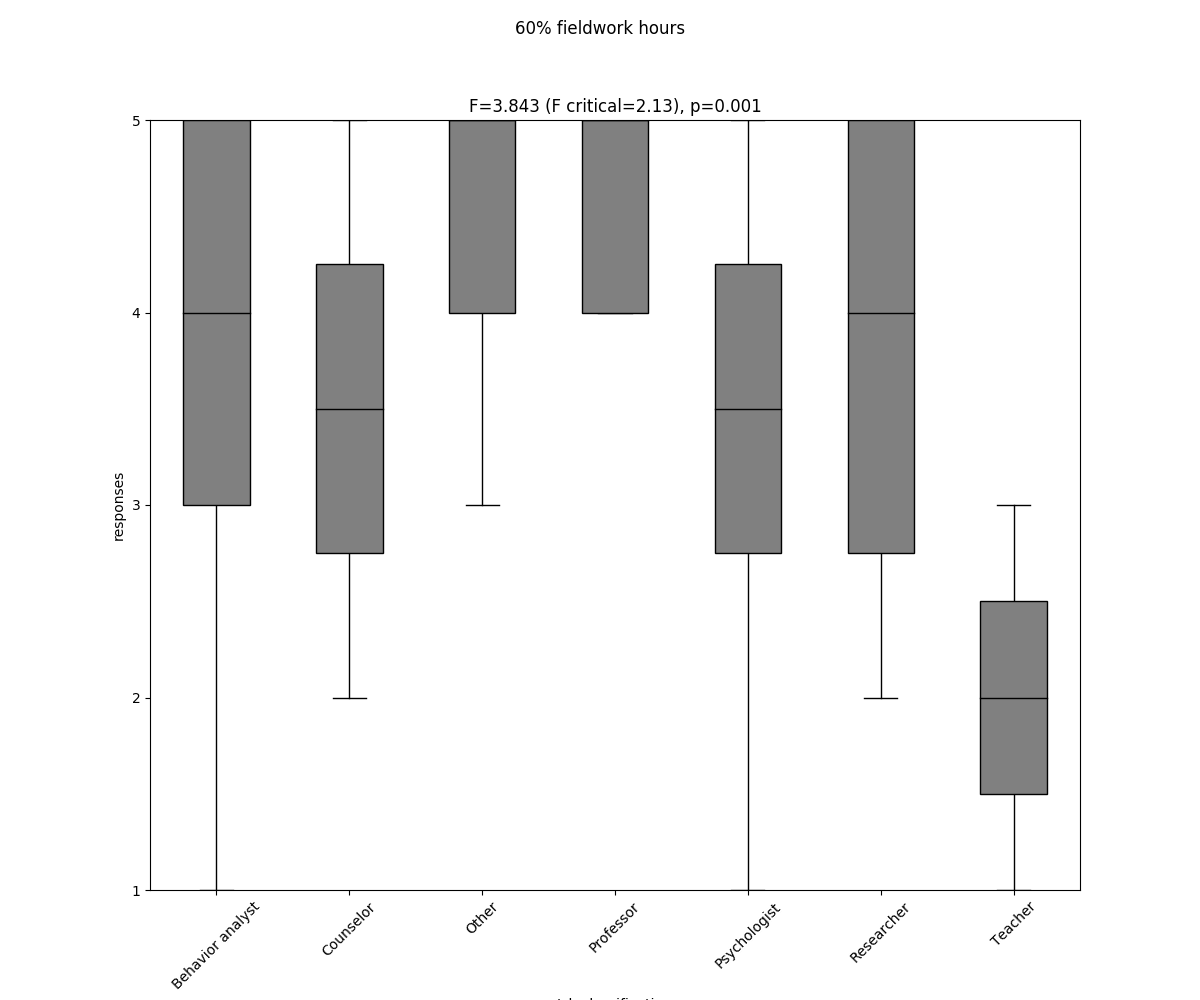 60% fieldwork hours
F=3.843 (F critical=2.13), p=0.001
5
4
3
2
1
responses
Behavior analyst
Counselor
Other
Professor
Psychologist
Researcher
Teacher